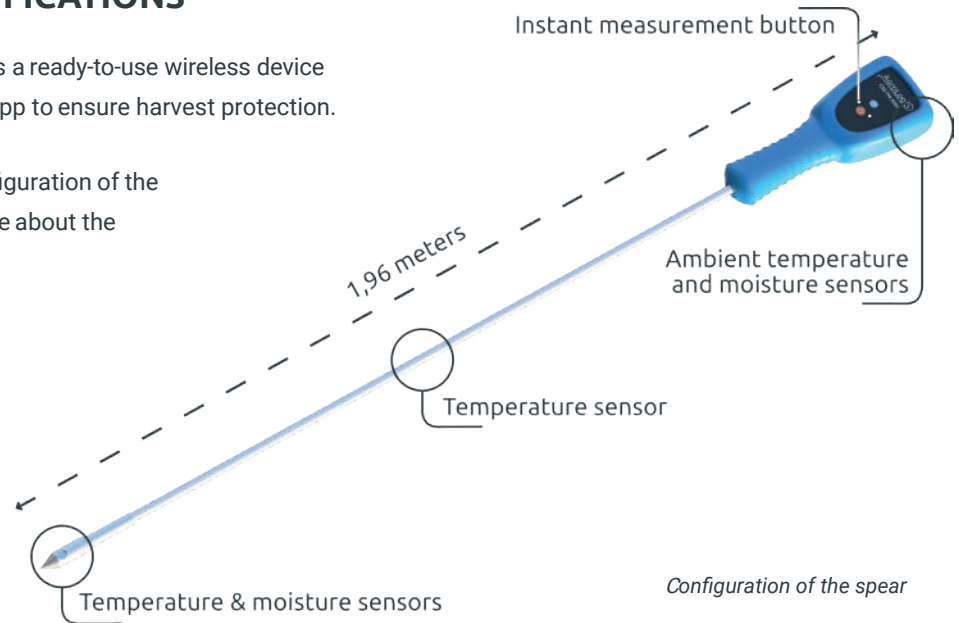 FICATIONS
s a ready-to-use wireless device
pp to ensure harvest protection.
iguration of the
e about the
Instant measurement button
1,96 meters
Ambient temperature
and moisture sensors
Temperature sensor
Temperature & moisture sensors
Configuration of the spear